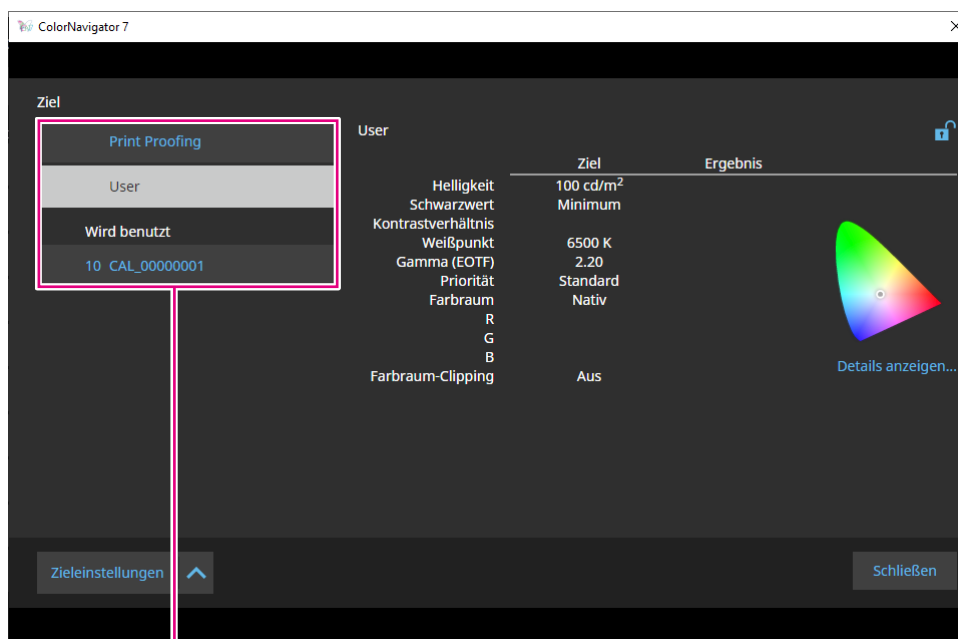 ColorNavigator 7
Ziel
Print Proofing
User
Wird benutzt
10 CAL_00000001
User
Ziel Ergebnis
Helligkeit 100 cd/m²
Schwarzwert Minimum
Kontrastverhältnis
Weißpunkt 6500 K
Gamma (EOTF) 2.20
Priorität Standard
Farbraum Nativ
R
G
B
Farbraum-Clipping Aus
Details anzeigen...
Zieleinstellungen
Schließen